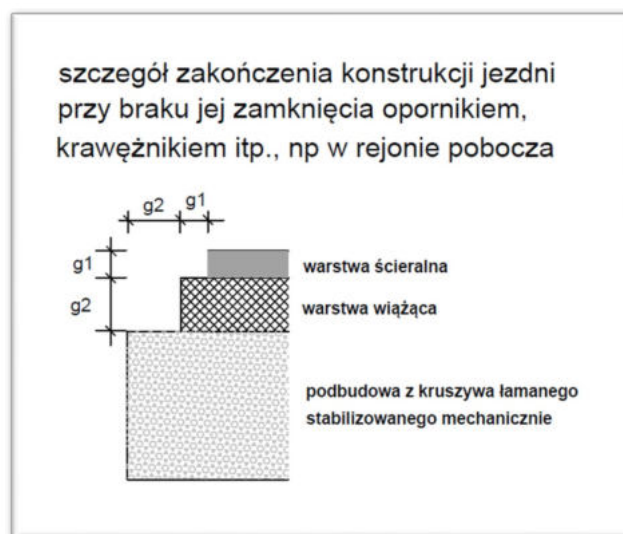 szczegół zakończenia konstrukcji jezdni
przy braku jej zamknięcia opornikiem,
krawężnikiem itp., np w rejonie pobocza
g2 g1
g1
warstwa ścieralna
g2
warstwa wiążąca
podbudowa z kruszywa łamanego
stabilizowanego mechanicznie